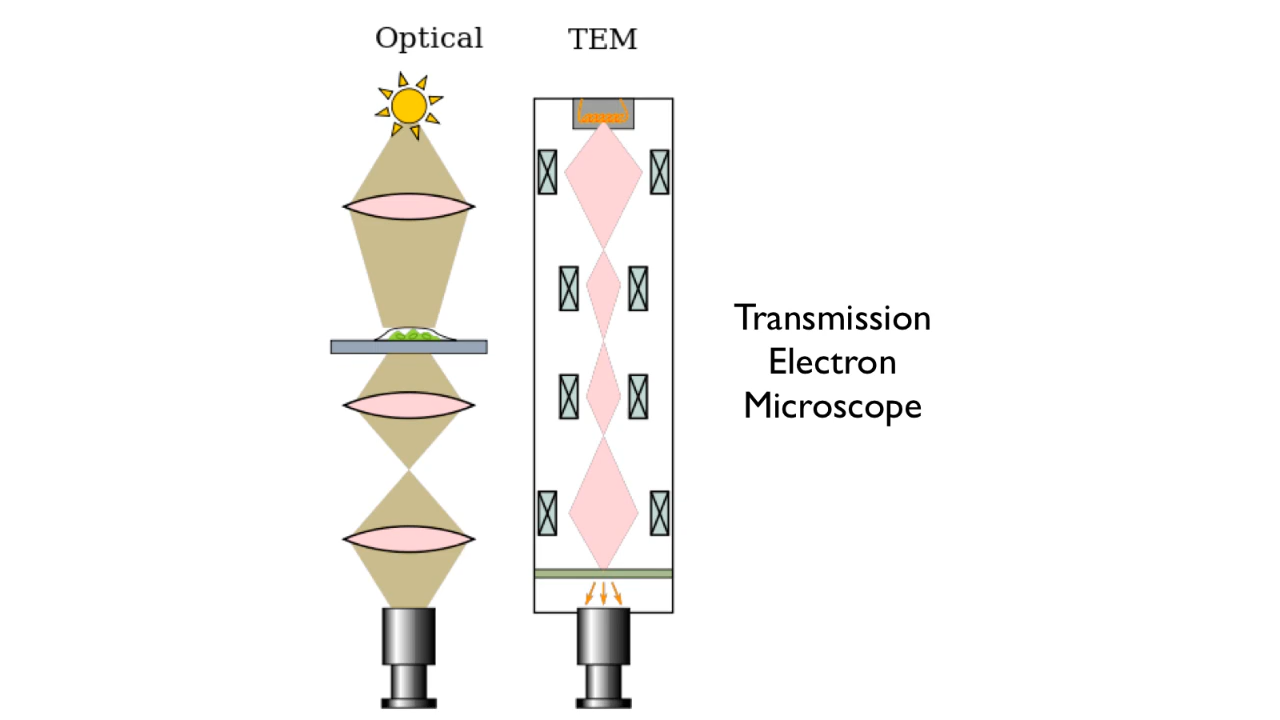 Optical
TEM
Transmission
Electron
Microscope